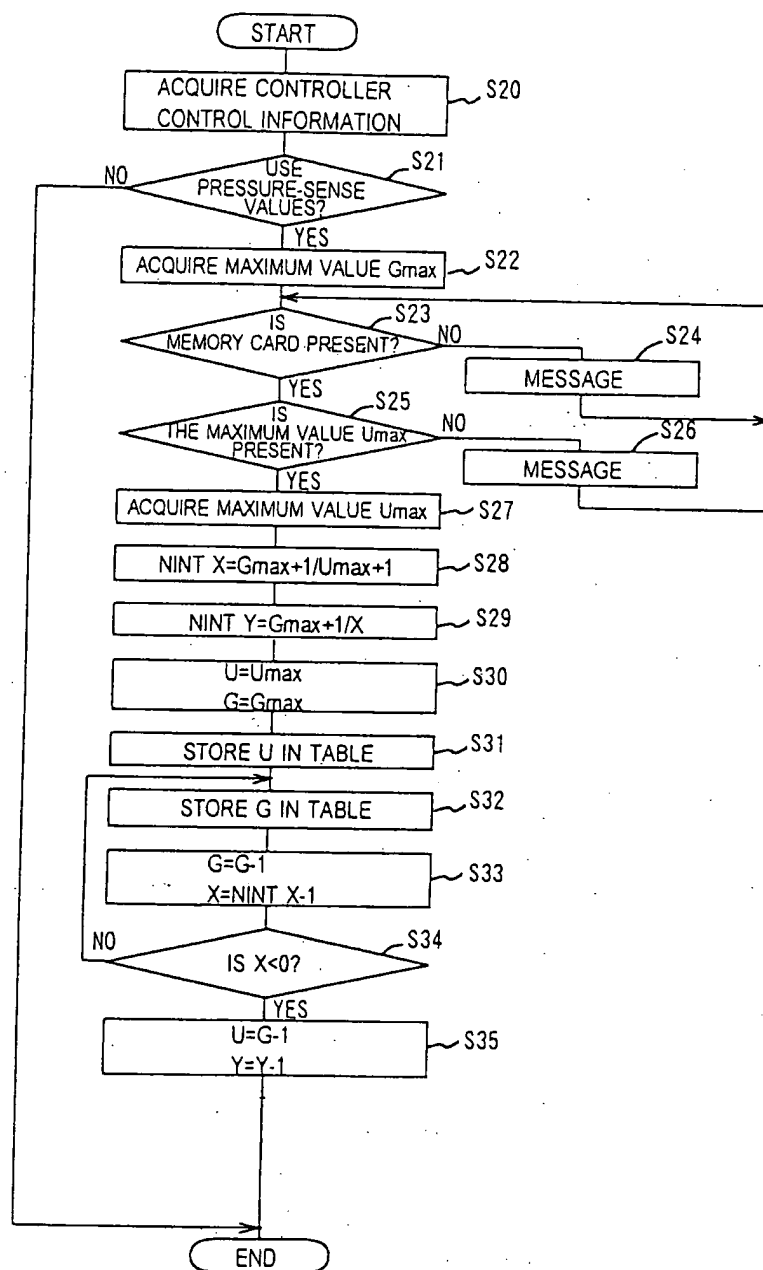 START
ACQUIRE CONTROLLER
CONTROL INFORMATION
S20
S21
NO
USE
PRESSURE-SENSE
VALUES?
YES
ACQUIRE MAXIMUM VALUE Gmax
S22
S23
IS
MEMORY CARD PRESENT?
NO
S24
MESSAGE
YES
S25
IS
THE MAXIMUM VALUE Umax
PRESENT?
NO
S26
MESSAGE
YES
ACQUIRE MAXIMUM VALUE Umax
S27
NINT X=Gmax+1/Umax+1
S28
NINT Y=Gmax+1/X
S29
U=Umax
G=Gmax
S30
STORE U IN TABLE
S31
STORE G IN TABLE
S32
G=G-1
X=NINT X-1
S33
NO
S34
IS X<0?
YES
U=G-1
Y=Y-1
S35
END